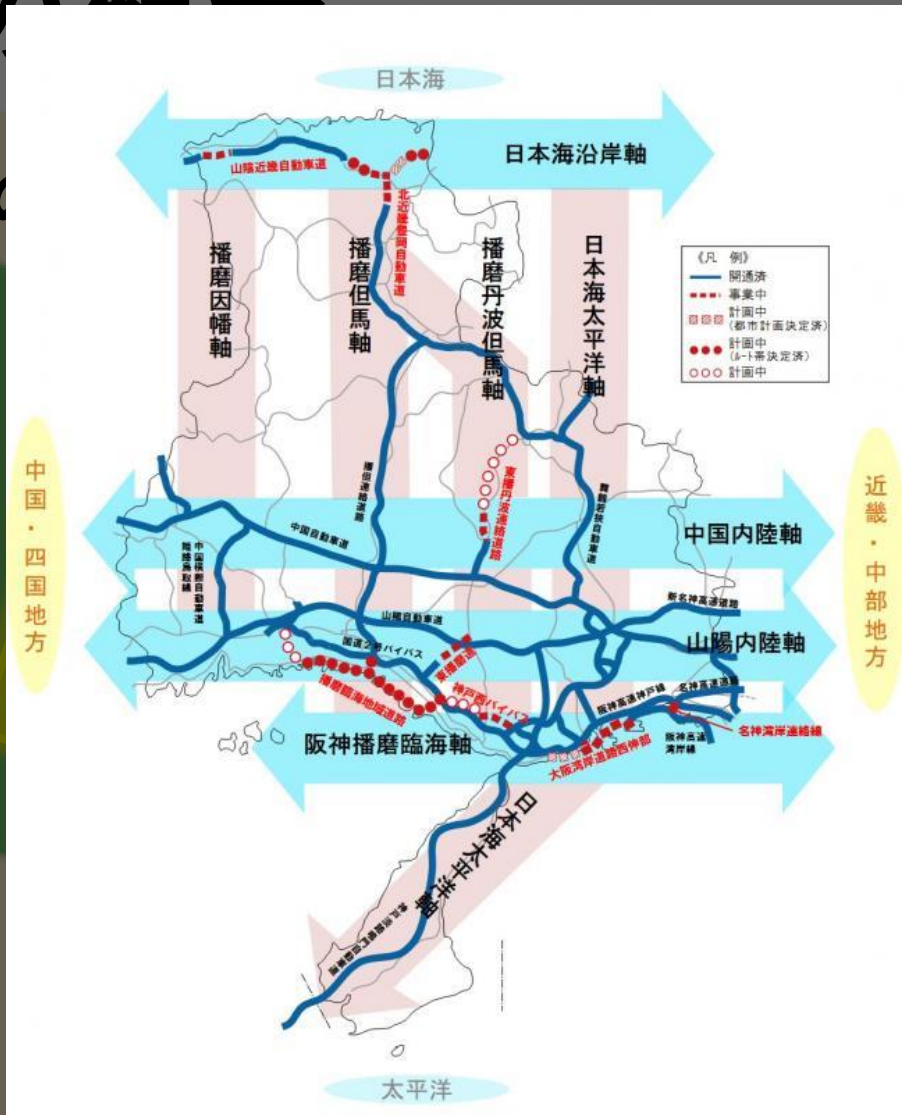 日本海
日本海沿岸軸
山陰近畿自動車道
北近畿豊岡自動車道
播磨因幡軸
播磨但馬軸
播磨丹波但馬軸
日本海太平洋軸
《凡 例》
開通済
事業中
計画中
(都市計画決定済)
計画中
(ルート帯決定済)
計画中
中国・四国地方
近畿・中部地方
播但連絡道路
東播丹波連絡道路
舞鶴若狭自動車道
中国自動車道
中国内陸軸
中国横断自動車道
姫路鳥取線
新名神高速道路
山陽自動車道
山陽内陸軸
国道2号バイパス
東播磨道
神戸西バイパス
播磨臨海地域道路
阪神高速神戸線
名神高速道路
阪神播磨臨海軸
大阪湾岸道路西伸部
阪神高速
湾岸線
名神湾岸連絡線
日本海太平洋軸
神戸淡路鳴門自動車道
太平洋